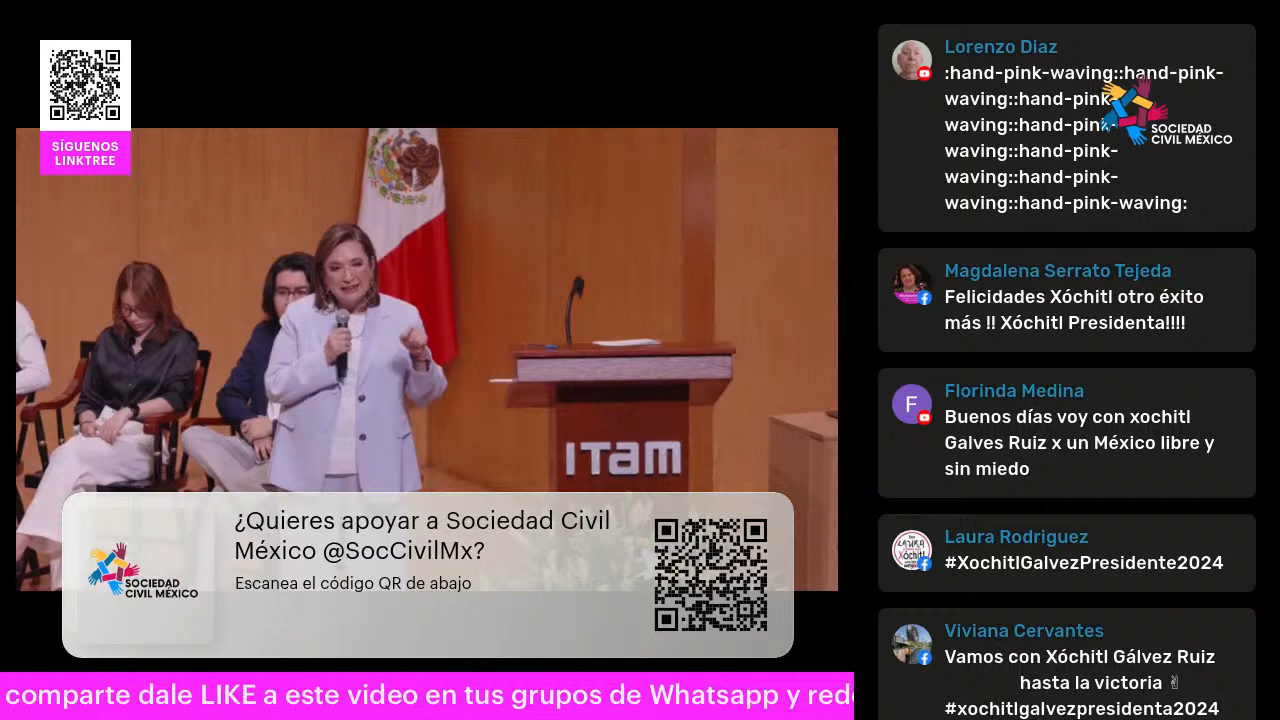 SÍGUENOS
LINKTREE
ITAM
¿Quieres apoyar a Sociedad Civil
México @SocCivilMx?
Escanea el código QR de abajo
SOCIEDAD
CIVIL MÉXICO
comparte dale LIKE a este video en tus grupos de Whatsapp y rede
Lorenzo Diaz
:hand-pink-waving::hand-pink-
waving::hand-pink-
waving::hand-pink-
waving::hand-pink-
waving::hand-pink-
waving::hand-pink-waving:
SOCIEDAD
CIVIL MÉXICO
Magdalena Serrato Tejeda
Felicidades Xóchitl otro éxito
más !! Xóchitl Presidenta!!!!
F
Florinda Medina
Buenos días voy con xochitl
Galves Ruiz x un México libre y
sin miedo
Laura Rodriguez
#XochitlGalvezPresidente2024
Viviana Cervantes
Vamos con Xóchitl Gálvez Ruiz
hasta la victoria ✌
#xochitlgalvezpresidenta2024